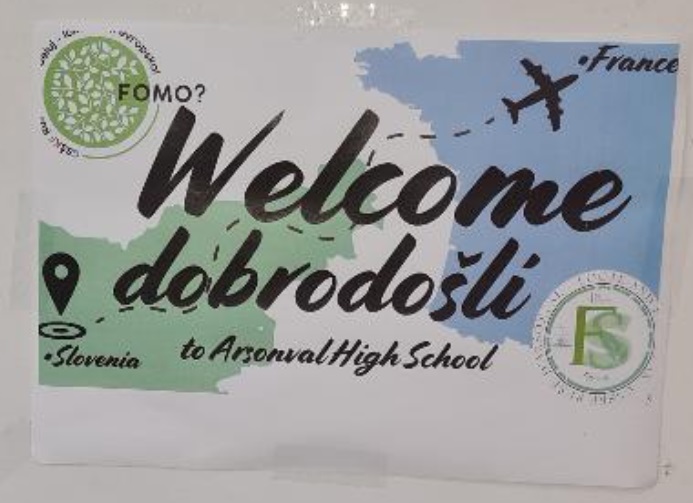 FOMO?
•France
Welcome
dobrodošli
•Slovenia
to Arsonval High School
FS